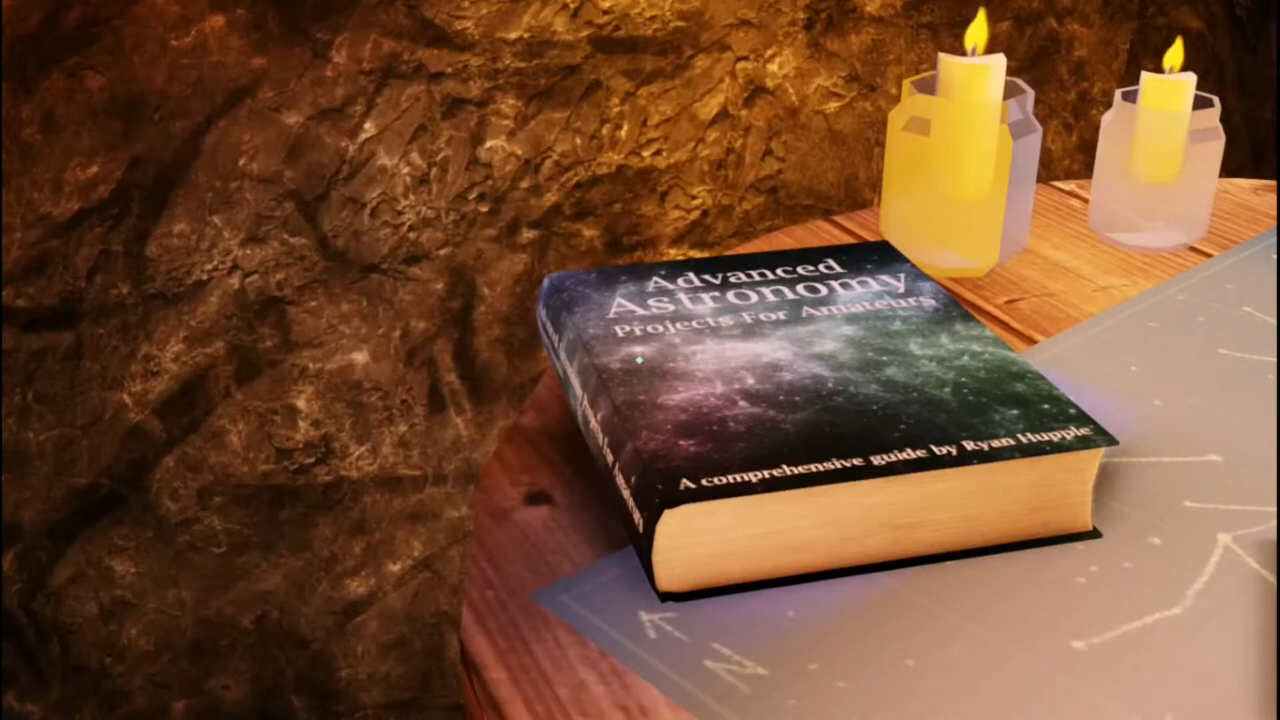 Advanced
Astronomy
Projects For Amateurs
A comprehensive guide by Ryan Hupple
N